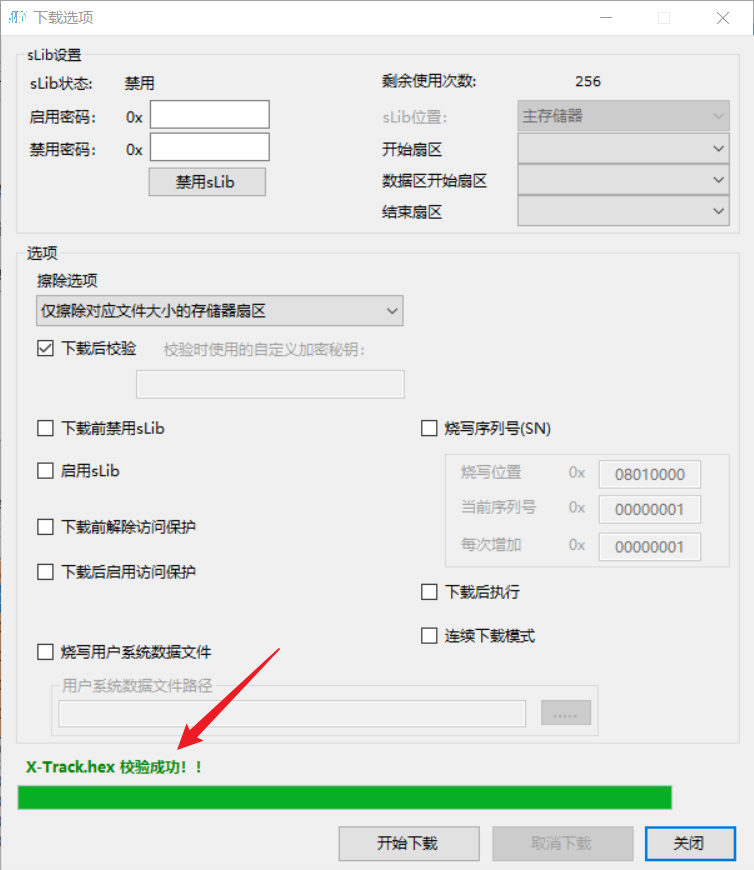 下载选项
sLib设置
sLib状态: 禁用
剩余使用次数: 256
启用密码: 0x
sLib位置: 主存储器
禁用密码: 0x
开始扇区
禁用sLib
数据区开始扇区
结束扇区
选项
擦除选项
仅擦除对应文件大小的存储器扇区
下载后校验 校验时使用的自定义加密秘钥:
下载前禁用sLib
烧写序列号(SN)
启用sLib
烧写位置 0x 08010000
当前序列号 0x 00000001
下载前解除访问保护
每次增加 0x 00000001
下载后启用访问保护
下载后执行
连续下载模式
烧写用户系统数据文件
用户系统数据文件路径
.....
X-Track.hex 校验成功！！
开始下载 取消下载 关闭